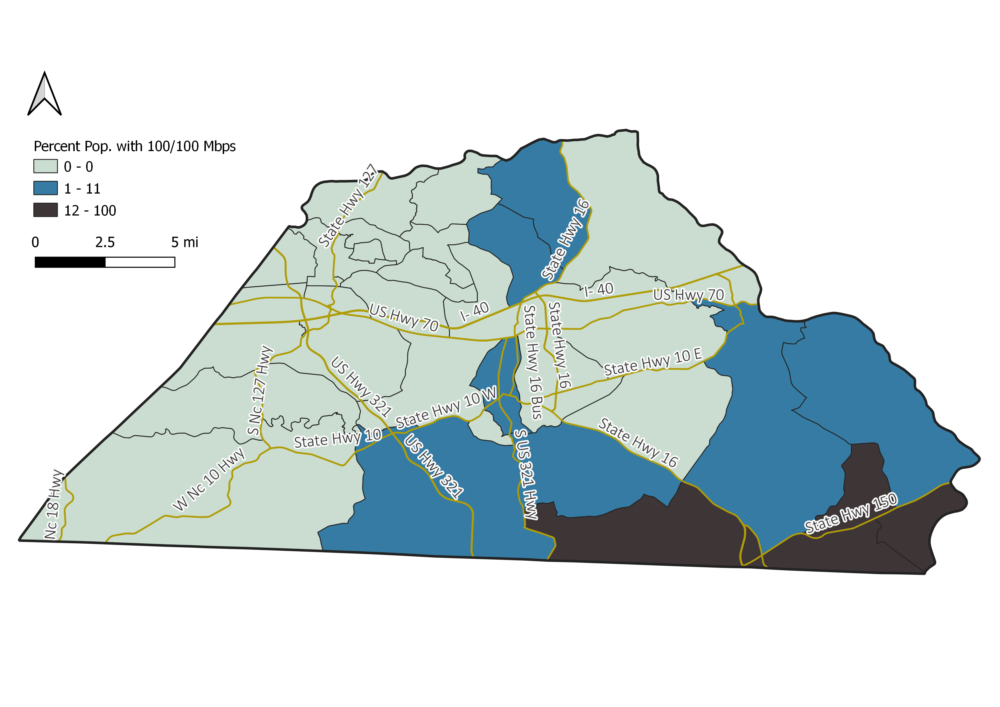 Percent Pop. with 100/100 Mbps
0 - 0
1 - 11
12 - 100
0 2.5 5 mi
State Hwy 127
State Hwy 16
I- 40
US Hwy 70
US Hwy 70
I- 40
State Hwy 16 Bus
State Hwy 16
State Hwy 10 E
S Nc 127 Hwy
US Hwy 321
State Hwy 10 W
State Hwy 10
US Hwy 321
S US 321 Hwy
State Hwy 16
W Nc 10 Hwy
Nc 18 Hwy
State Hwy 150